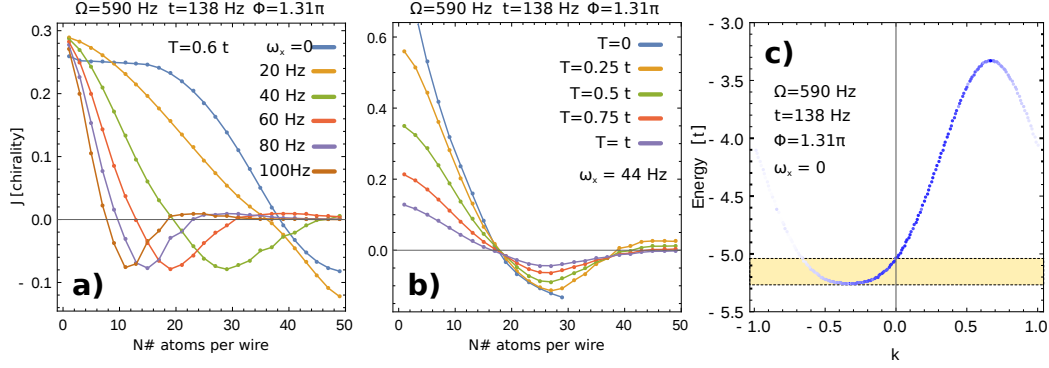 Ω=590 Hz t=138 Hz Φ=1.31π
0.3
0.2
0.1
0.0
- 0.1
J [chirality]
T=0.6 t
ωx =0
20 Hz
40 Hz
60 Hz
80 Hz
100Hz
a)
0 10 20 30 40 50
N# atoms per wire
Ω=590 Hz t=138 Hz Φ=1.31π
0.6
0.4
0.2
0.0
T=0
T=0.25 t
T=0.5 t
T=0.75 t
T= t
ωx = 44 Hz
b)
0 10 20 30 40 50
N# atoms per wire
- 3.0
- 3.5
- 4.0
- 4.5
- 5.0
- 5.5
Energy [t]
c)
Ω=590 Hz
t=138 Hz
Φ=1.31π
ωx = 0
- 1.0 - 0.5 0.0 0.5 1.0
k